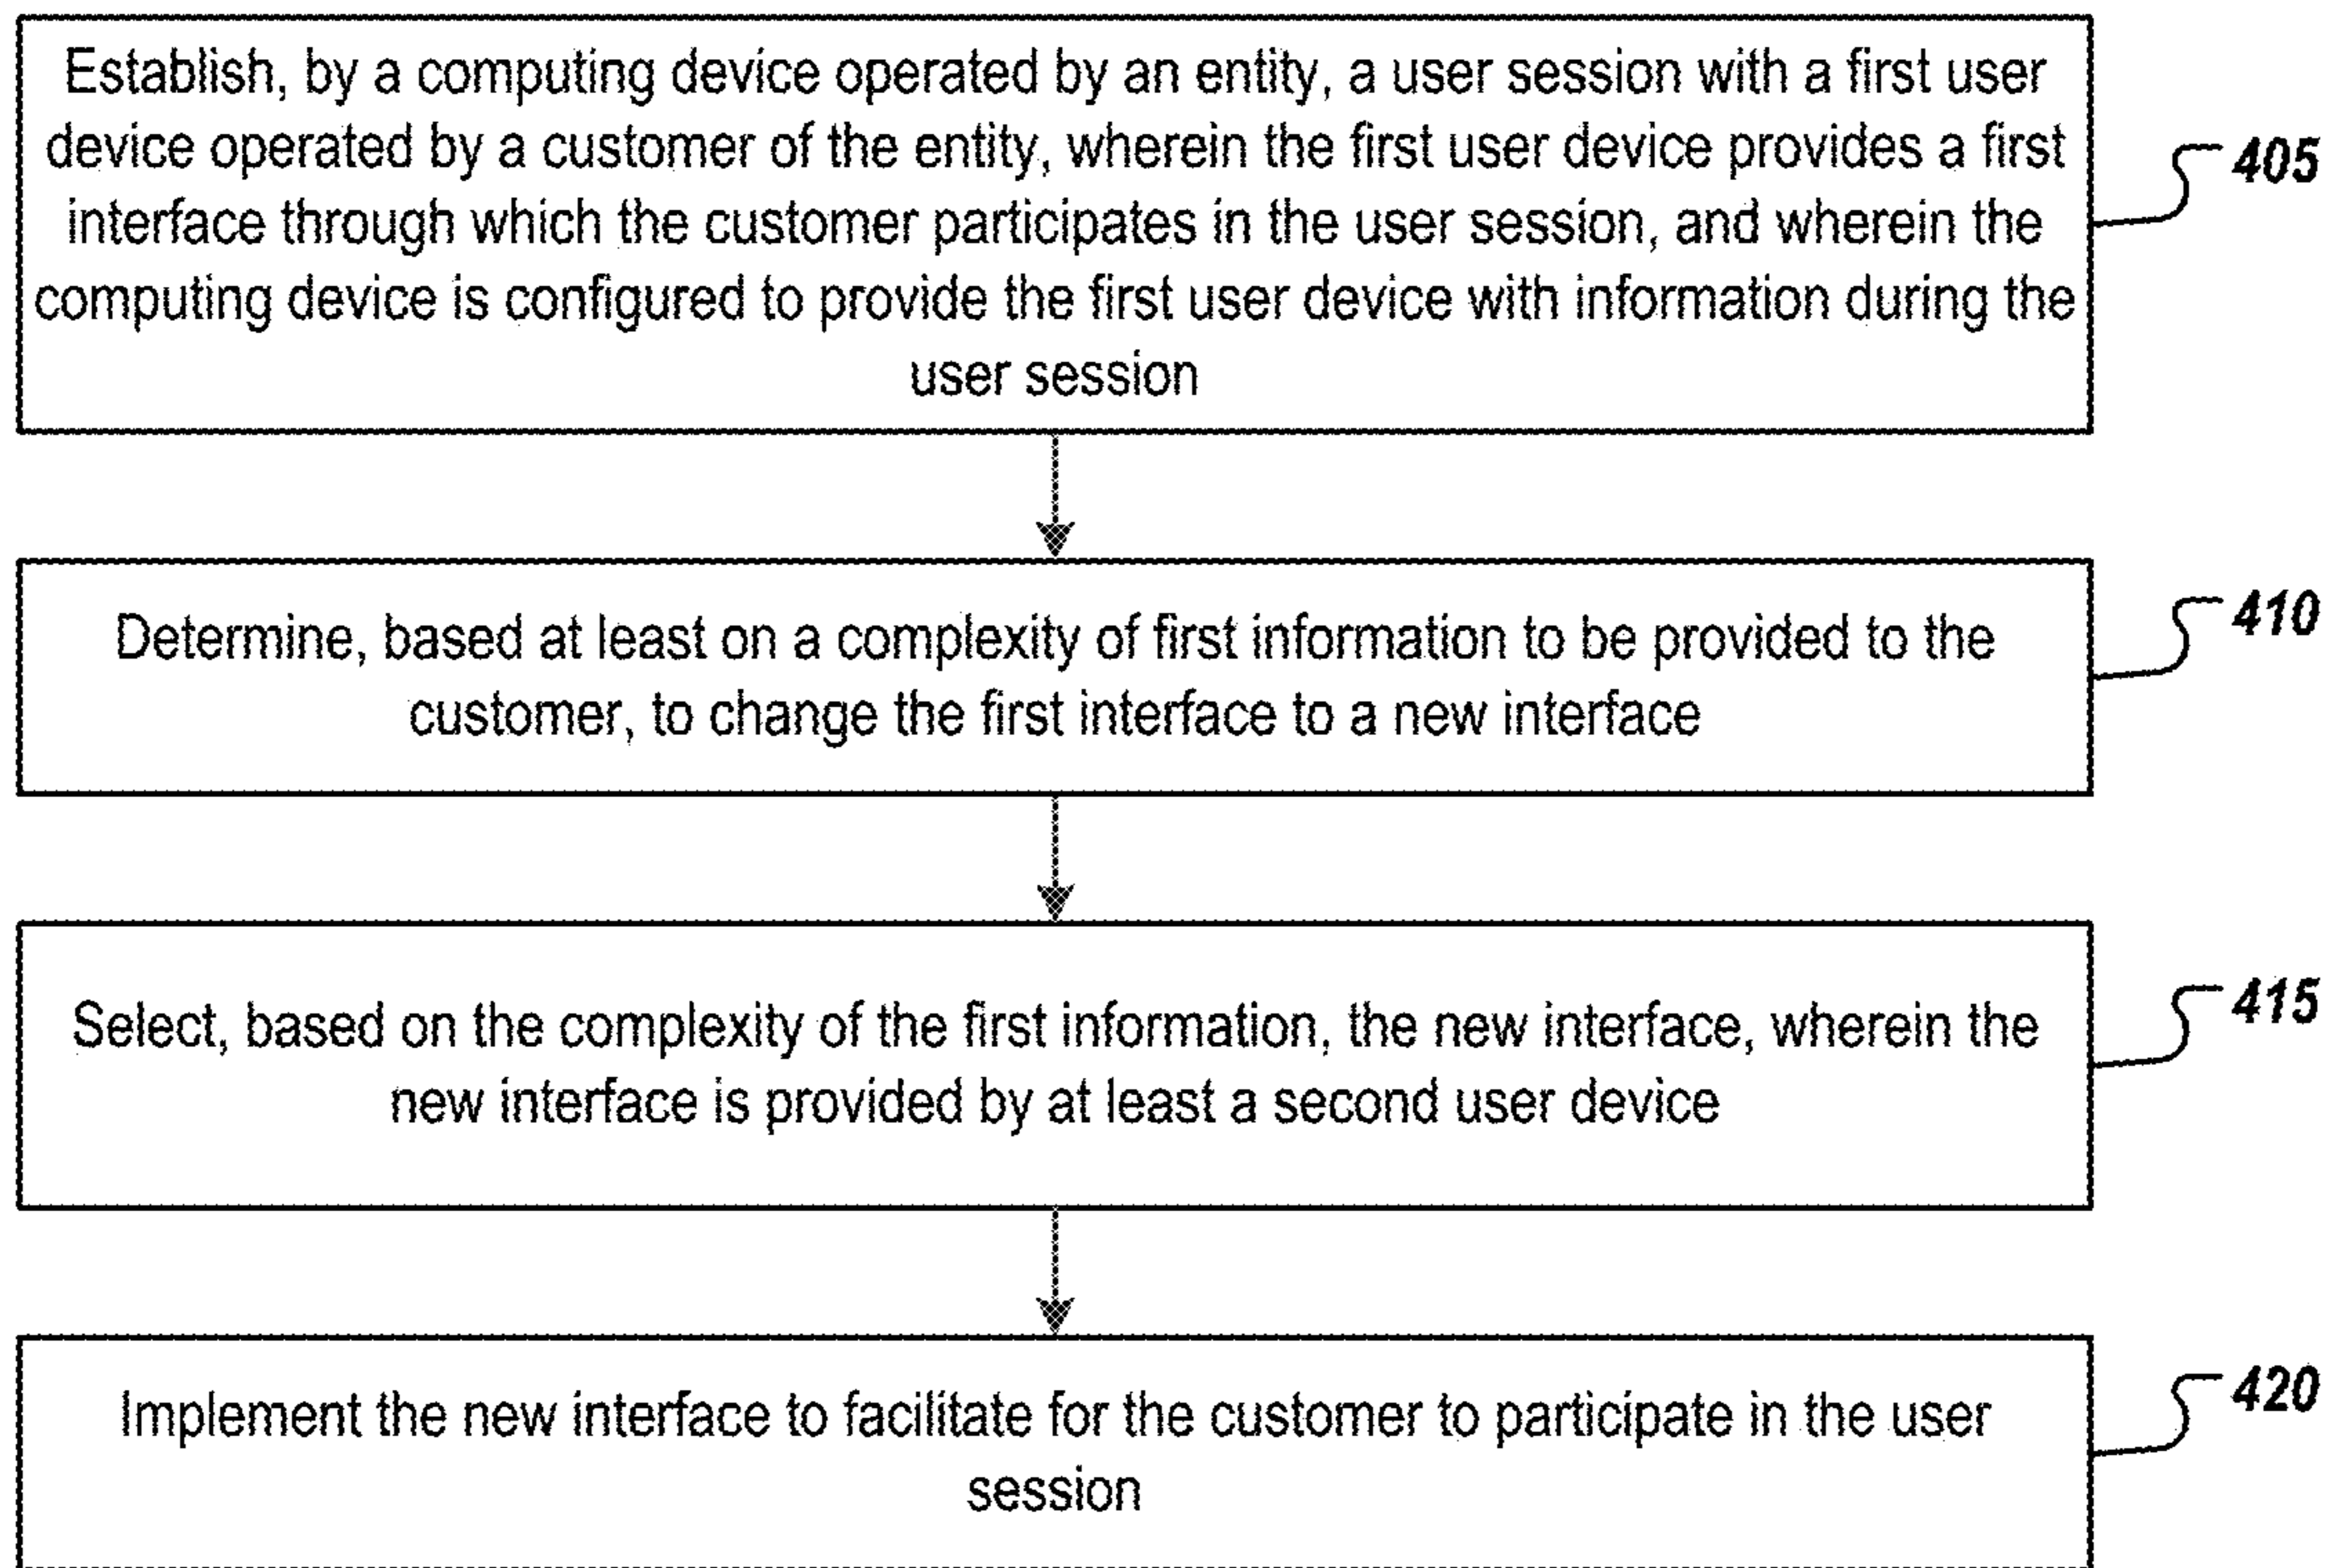 Establish, by a computing device operated by an entity, a user session with a first user
device operated by a customer of the entity, wherein the first user device provides a first
interface through which the customer participates in the user session, and wherein the
computing device is configured to provide the first user device with information during the
user session
405
Determine, based at least on a complexity of first information to be provided to the
customer, to change the first interface to a new interface
410
Select, based on the complexity of the first information, the new interface, wherein the
new interface is provided by at least a second user device
415
Implement the new interface to facilitate for the customer to participate in the user
session
420